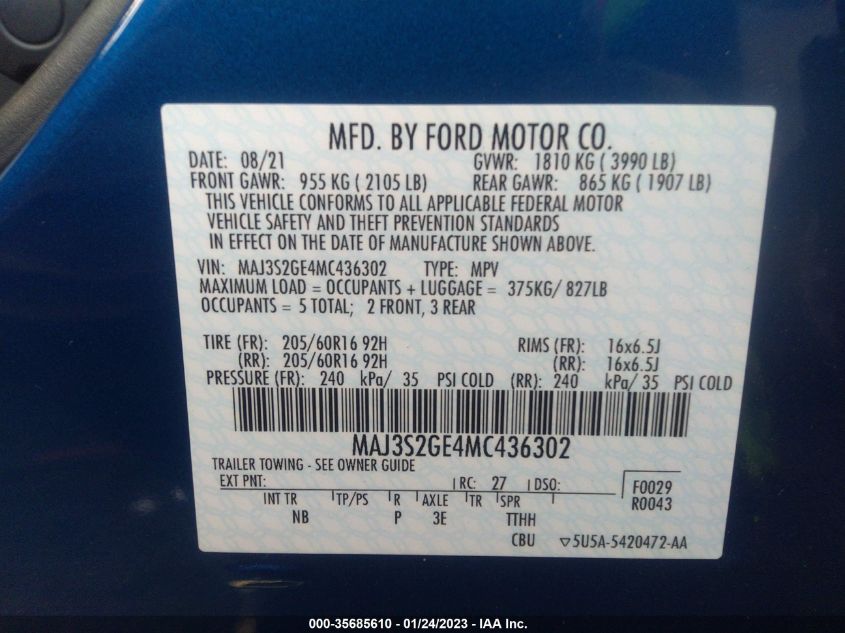 MFD. BY FORD MOTOR CO.
DATE: 08/21 GVWR: 1810 KG ( 3990 LB)
FRONT GAWR: 955 KG ( 2105 LB) REAR GAWR: 865 KG ( 1907 LB)
THIS VEHICLE CONFORMS TO ALL APPLICABLE FEDERAL MOTOR
VEHICLE SAFETY AND THEFT PREVENTION STANDARDS
IN EFFECT ON THE DATE OF MANUFACTURE SHOWN ABOVE.
VIN: MAJ3S2GE4MC436302 TYPE: MPV
MAXIMUM LOAD = OCCUPANTS + LUGGAGE = 375KG/ 827LB
OCCUPANTS = 5 TOTAL; 2 FRONT, 3 REAR
TIRE (FR): 205/60R16 92H RIMS (FR): 16x6.5J
(RR): 205/60R16 92H (RR): 16x6.5J
PRESSURE (FR): 240 kPa/ 35 PSI COLD (RR): 240 kPa/ 35 PSI COLD
MAJ3S2GE4MC436302
TRAILER TOWING - SEE OWNER GUIDE
EXT PNT: RC: 27 DSO: F0029
INT TR TP/PS R AXLE TR SPR R0043
NB P 3E TTHH
CBU ▽5U5A-5420472-AA
000-35685610 / 01/24/2023 - IAA Inc.